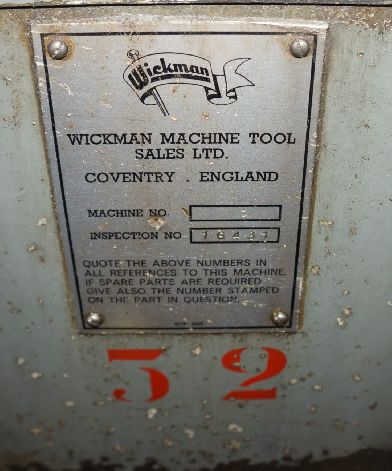 Wickman
WICKMAN MACHINE TOOL
SALES LTD.
COVENTRY . ENGLAND
MACHINE NO.
INSPECTION NO
QUOTE THE ABOVE NUMBERS IN
ALL REFERENCES TO THIS MACHINE.
IF SPARE PARTS ARE REQUIRED
GIVE ALSO THE NUMBER STAMPED
ON THE PART IN QUESTION.
52